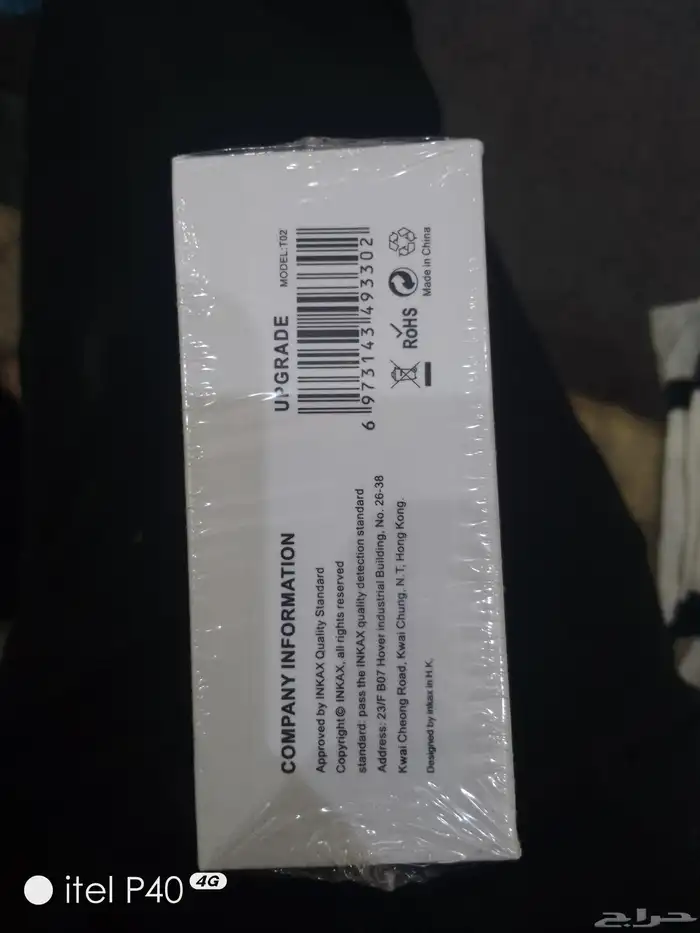 COMPANY INFORMATION
Approved by INKAX Quality Standard
Copyright© INKAX, all rights reserved
standard: pass the INKAX quality detection standard
Address: 23/F B07 Hover industrial Building, No. 26-38
Kwai Cheong Road, Kwai Chung, N.T, Hong Kong.
Designed by inkax in H.K.
UPGRADE
MODEL:T02
6 973143 493302
RoHS
Made in China
itel P40 4G
حراج